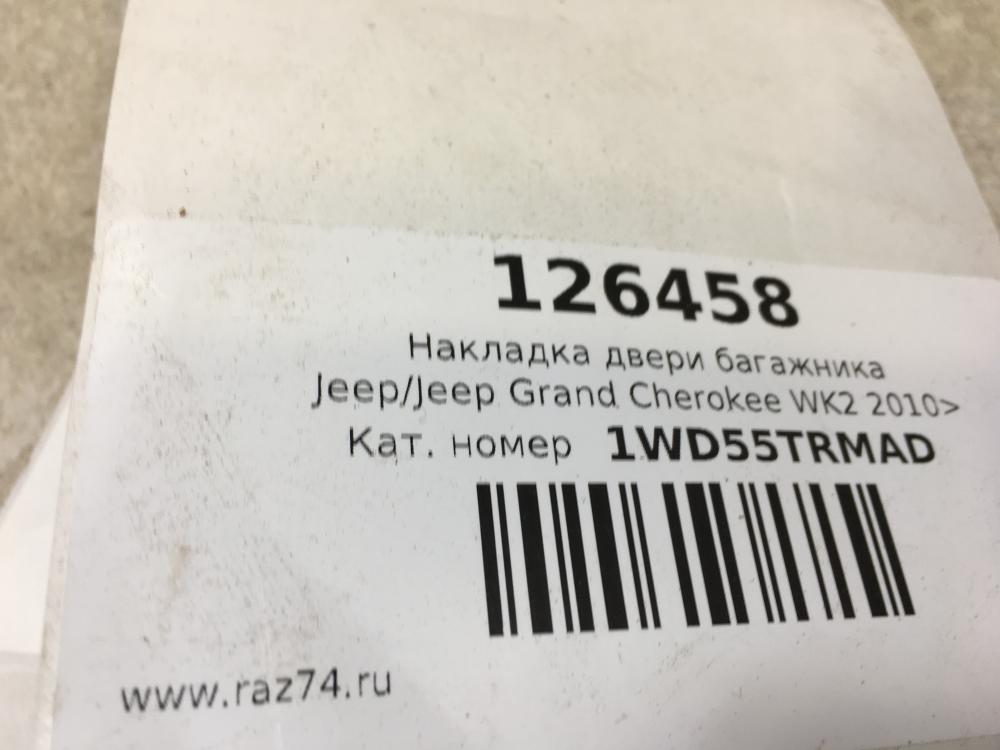 126458
Накладка двери багажника
Jeep/Jeep Grand Cherokee WK2 2010>
Кат. номер 1WD55TRMAD
www.raz74.ru